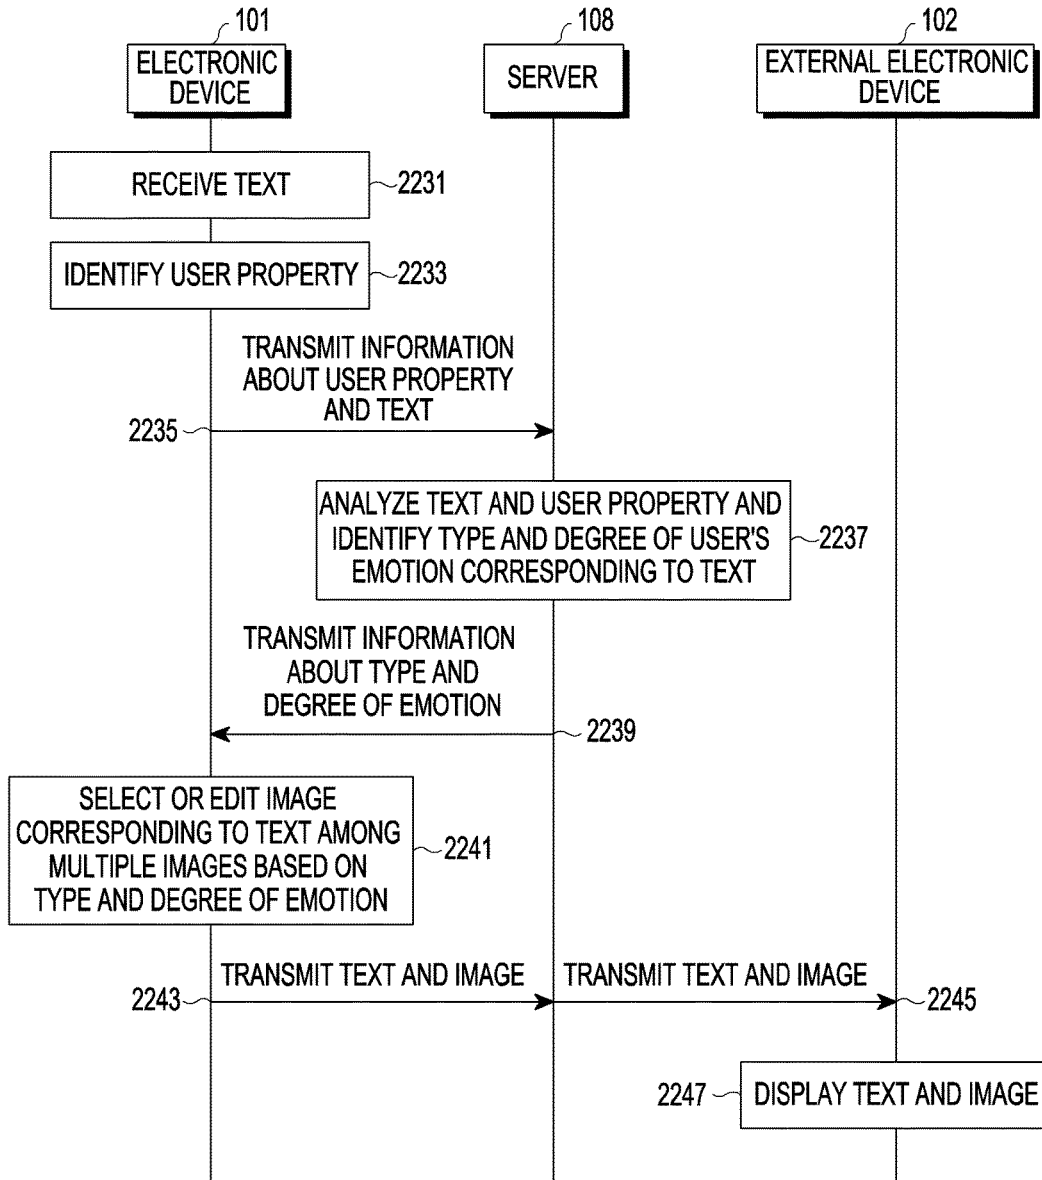 101
108
102
ELECTRONIC
DEVICE
SERVER
EXTERNAL ELECTRONIC
DEVICE
RECEIVE TEXT
2231
IDENTIFY USER PROPERTY
2233
TRANSMIT INFORMATION
ABOUT USER PROPERTY
AND TEXT
2235
ANALYZE TEXT AND USER PROPERTY AND
IDENTIFY TYPE AND DEGREE OF USER'S
EMOTION CORRESPONDING TO TEXT
2237
TRANSMIT INFORMATION
ABOUT TYPE AND
DEGREE OF EMOTION
2239
SELECT OR EDIT IMAGE
CORRESPONDING TO TEXT AMONG
MULTIPLE IMAGES BASED ON
TYPE AND DEGREE OF EMOTION
2241
TRANSMIT TEXT AND IMAGE
TRANSMIT TEXT AND IMAGE
2243
2245
2247
DISPLAY TEXT AND IMAGE